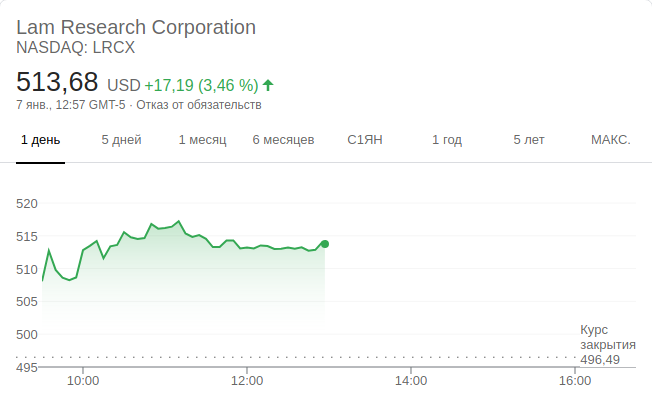 Lam Research Corporation
NASDAQ: LRCX
513,68 USD +17,19 (3,46 %)
7 янв., 12:57 GMT-5 · Отказ от обязательств
1 день 5 дней 1 месяц 6 месяцев С1ЯН 1 год 5 лет МАКС.
520
515
510
505
500
495
Курс
закрытия
496,49
10:00 12:00 14:00 16:00